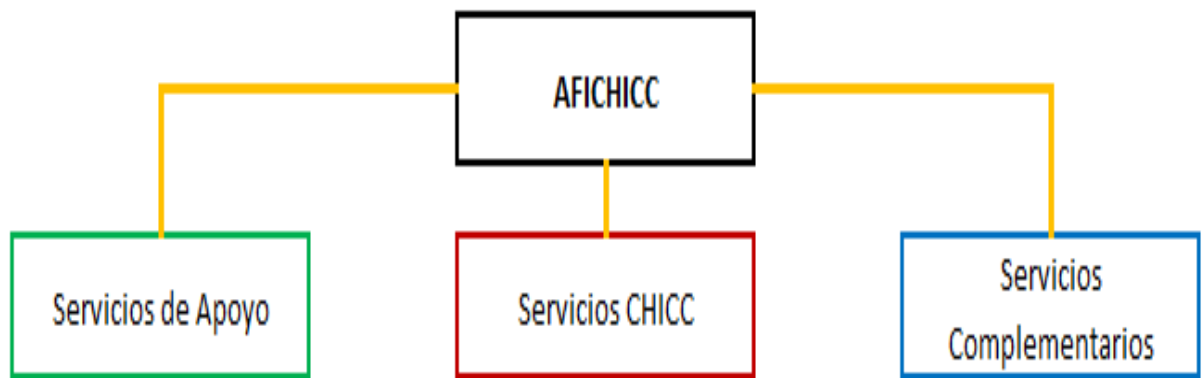 AFICHICC
Servicios de Apoyo
Servicios CHICC
Servicios
Complementarios